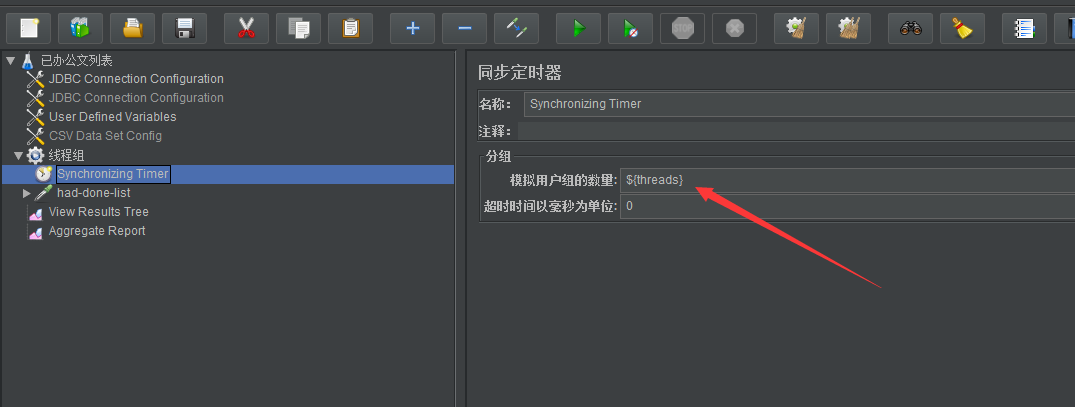 STOP
已办公文列表
JDBC Connection Configuration
JDBC Connection Configuration
User Defined Variables
CSV Data Set Config
线程组
Synchronizing Timer
had-done-list
View Results Tree
Aggregate Report
同步定时器
名称: Synchronizing Timer
注释:
分组
模拟用户组的数量: ${threads}
超时时间以毫秒为单位: 0